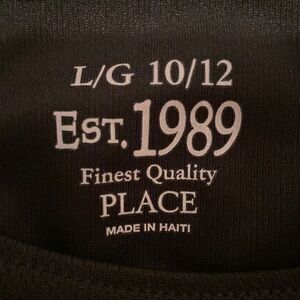 L/G 10/12
EST. 1989
Finest Quality
PLACE
MADE IN HAITI